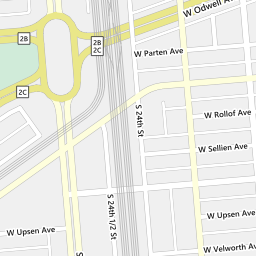 W Odwell Ave
2B
2B
2C
W Parten Ave
2C
S 24th St
W Rollof Ave
W Sellien Ave
S 24th 1/2 St
W Upsen Ave
W Upsen Ave
W Velworth Ave